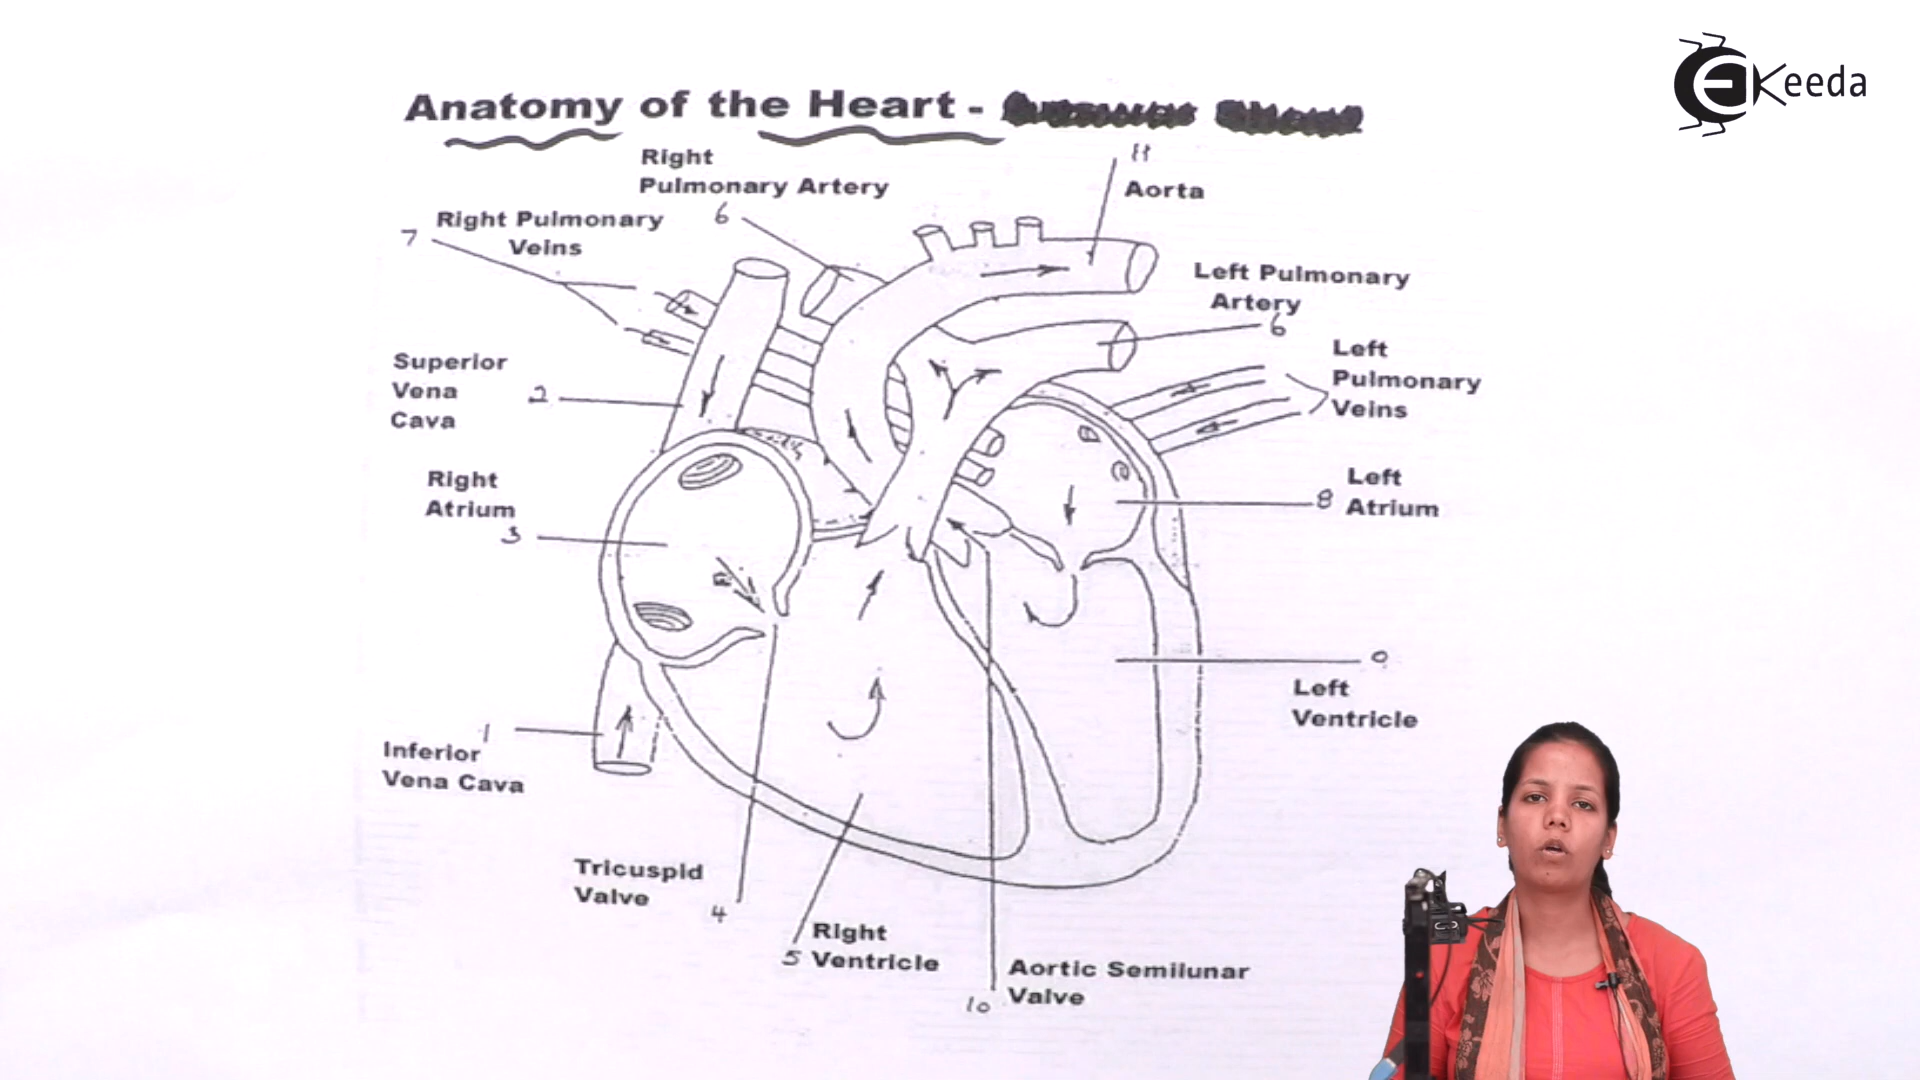 EKeeda
Anatomy of the Heart -
Right
Pulmonary Artery
6
11
Aorta
7
Right Pulmonary
Veins
Left Pulmonary
Artery
6
Left
Pulmonary
Veins
Superior
Vena
Cava
2
Right
Atrium
3
8
Left
Atrium
9
Left
Ventricle
1
Inferior
Vena Cava
Tricuspid
Valve
4
Right
5 Ventricle
Aortic Semilunar
Valve
10